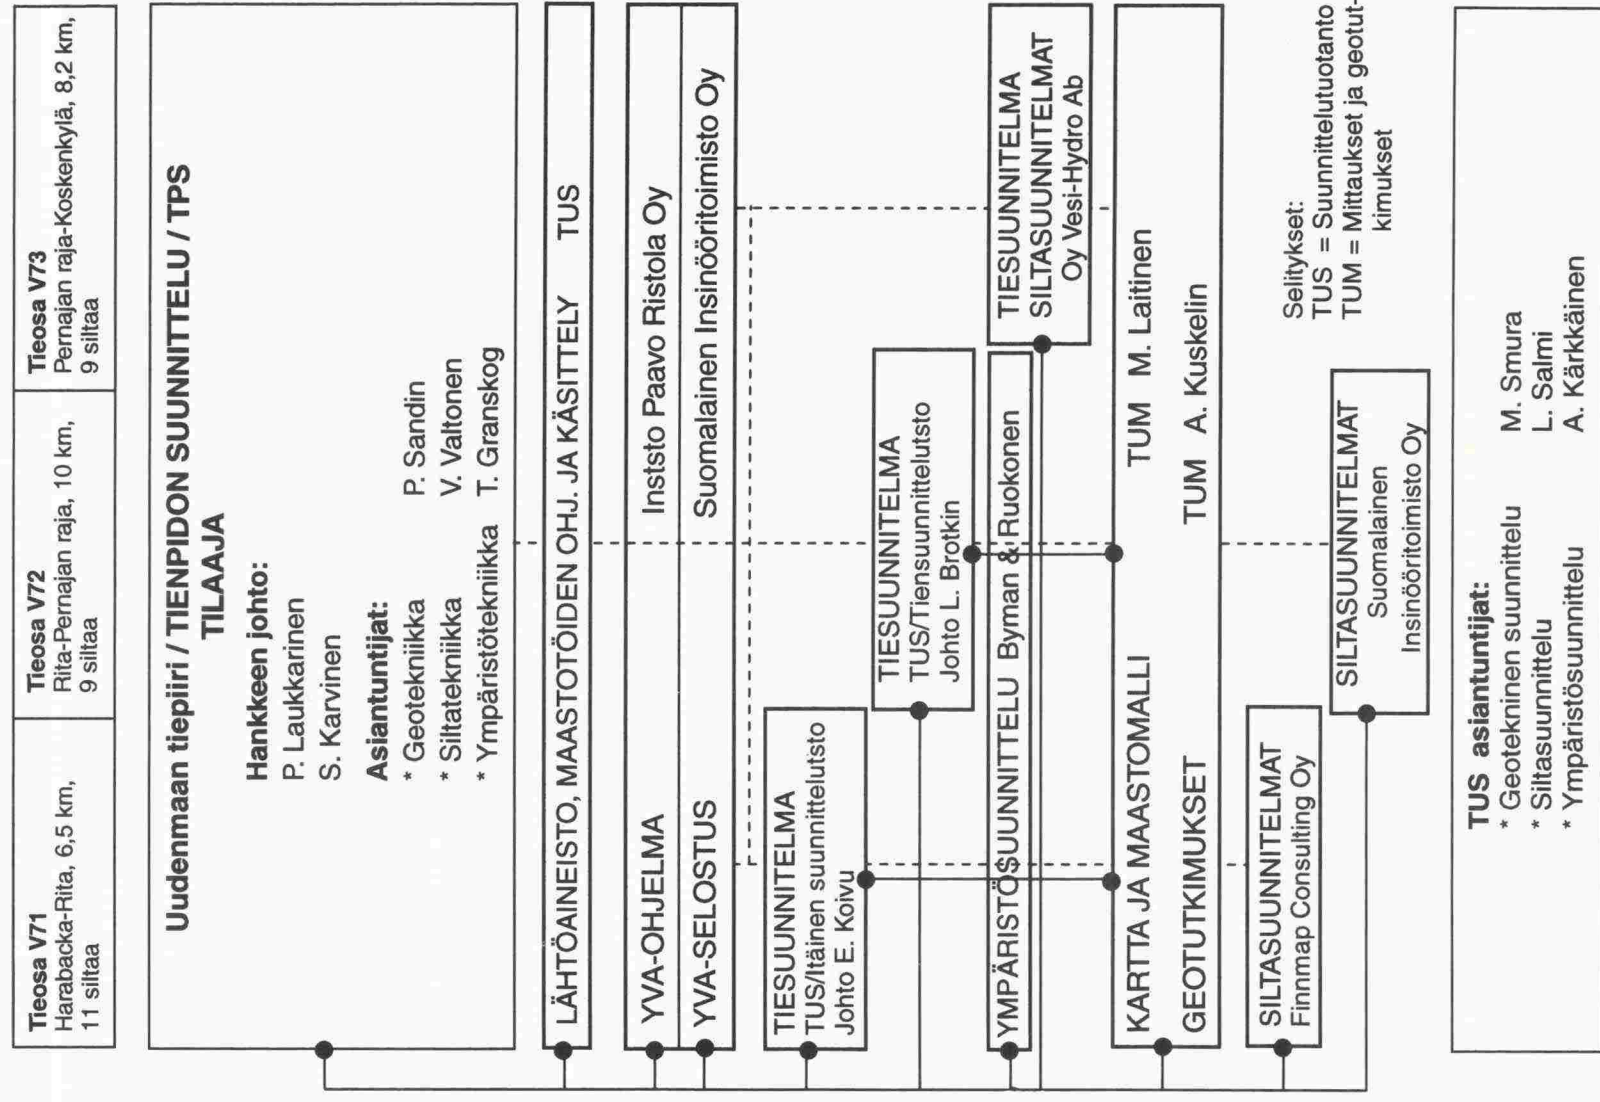 Tieosa V71
Harabacka-Rita, 6,5 km,
11 siltaa
Tieosa V72
Rita-Pernajan raja, 10 km,
9 siltaa
Tieosa V73
Pernajan raja-Koskenkylä, 8,2 km,
9 siltaa
Uudenmaan tiepiiri / TIENPIDON SUUNNITTELU / TPS
TILAAJA
Hankkeen johto:
P. Laukkarinen
S. Karvinen
Asiantuntijat:
* Geotekniikka P. Sandin
* Siltatekniikka V. Valtonen
* Ympäristötekniikka T. Granskog
LÄHTÖAINEISTO, MAASTOTÖIDEN OHJ. JA KÄSITTELY TUS
YVA-OHJELMA Inststo Paavo Ristola Oy
YVA-SELOSTUS Suomalainen Insinööritoimisto Oy
TIESUUNNITELMA
TUS/Itäinen suunnittelutsto
Johto E. Koivu
TIESUUNNITELMA
TUS/Tiensuunnittelutsto
Johto L. Brotkin
TIESUUNNITELMA
SILTASUUNNITELMAT
Oy Vesi-Hydro Ab
YMPÄRISTÖSUUNNITTELU Byman & Ruokonen
KARTTA JA MAASTOMALLI TUM M. Laitinen
GEOTUTKIMUKSET TUM A. Kuskelin
SILTASUUNNITELMAT
Finnmap Consulting Oy
SILTASUUNNITELMAT
Suomalainen
Insinööritoimisto Oy
Selitykset:
TUS = Suunnittelutuotanto
TUM = Mittaukset ja geotut-
kimukset
TUS asiantuntijat:
* Geotekninen suunnittelu M. Smura
* Siltasuunnittelu L. Salmi
* Ympäristösuunnittelu A. Kärkkäinen